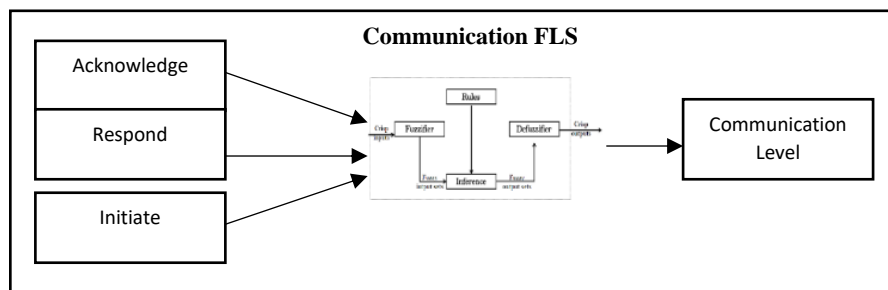 Communication FLS
Acknowledge
Respond
Initiate
Rules
Crisp
inputs
Fuzzifier
Defuzzifier
Crisp
outputs
Inference
Fuzzy
input sets
Fuzzy
output sets
Communication
Level